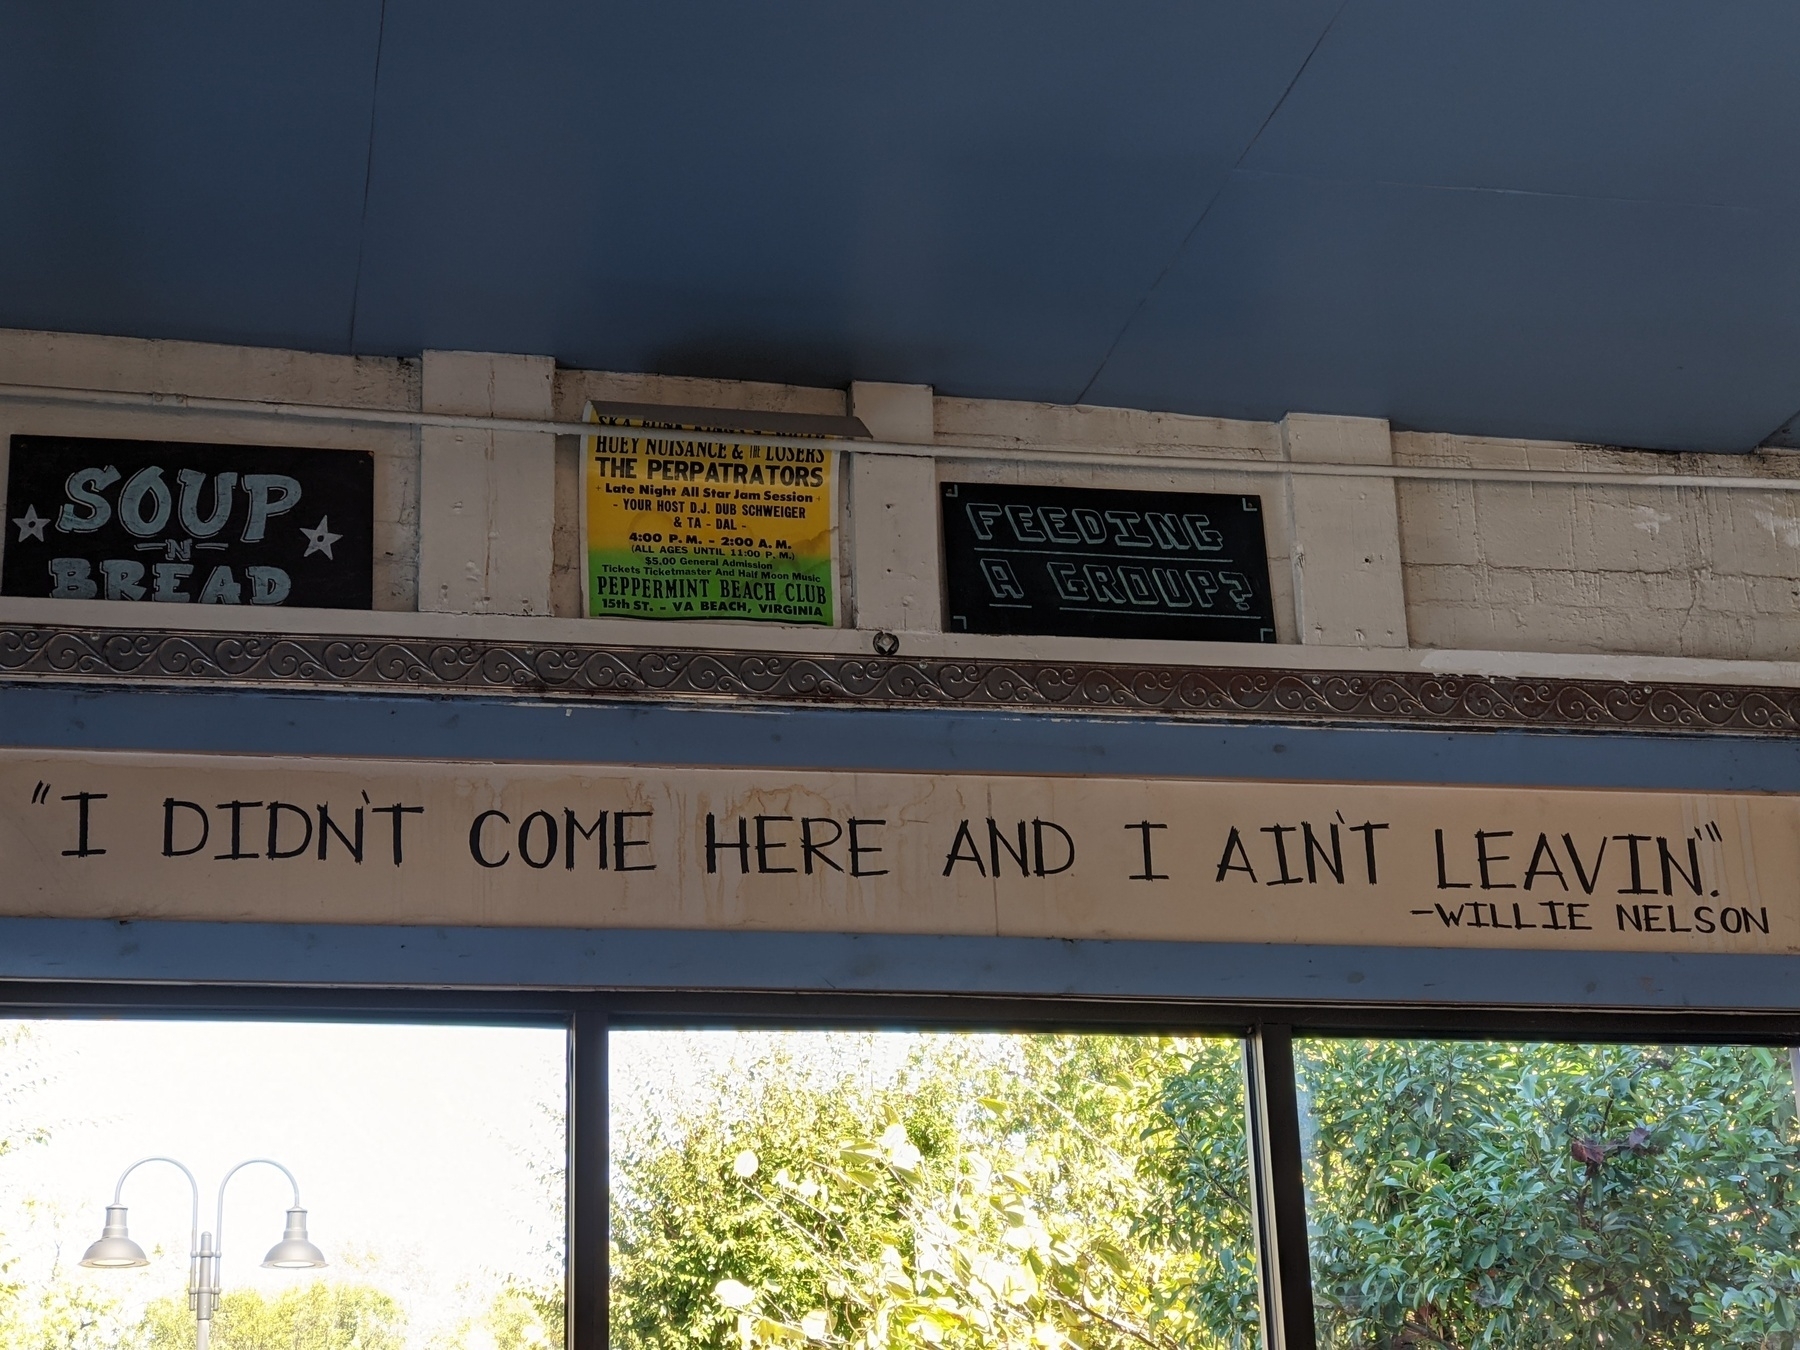 SOUP
-N-
BREAD
HUEY NUISANCE & THE LOSERS
THE PERPATRATORS
Late Night All Star Jam Session
- YOUR HOST D.J. DUB SCHWEIGER
& TA - DAL -
4:00 P. M. - 2:00 A. M.
(ALL AGES UNTIL 11:00 P. M.)
$5.00 General Admission
Tickets Ticketmaster And Half Moon Music
PEPPERMINT BEACH CLUB
15th ST. - VA BEACH, VIRGINIA
FEEDING
A GROUP?
"I DIDN'T COME HERE AND I AIN'T LEAVIN'."
-WILLIE NELSON